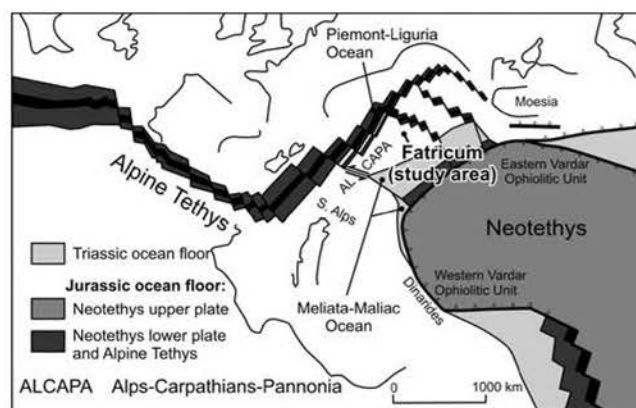 Piemont-Liguria
Ocean
Moesia
Alpine Tethys
ALCAPA
Fatricum
(study area)
Eastern Vardar
Ophiolitic Unit
S. Alps
Neotethys
Triassic ocean floor
Jurassic ocean floor:
Neotethys upper plate
Neotethys lower plate
and Alpine Tethys
Western Vardar
Ophiolitic Unit
Meliata-Maliac
Ocean
Dinarides
ALCAPA Alps-Carpathians-Pannonia
0 1000 km